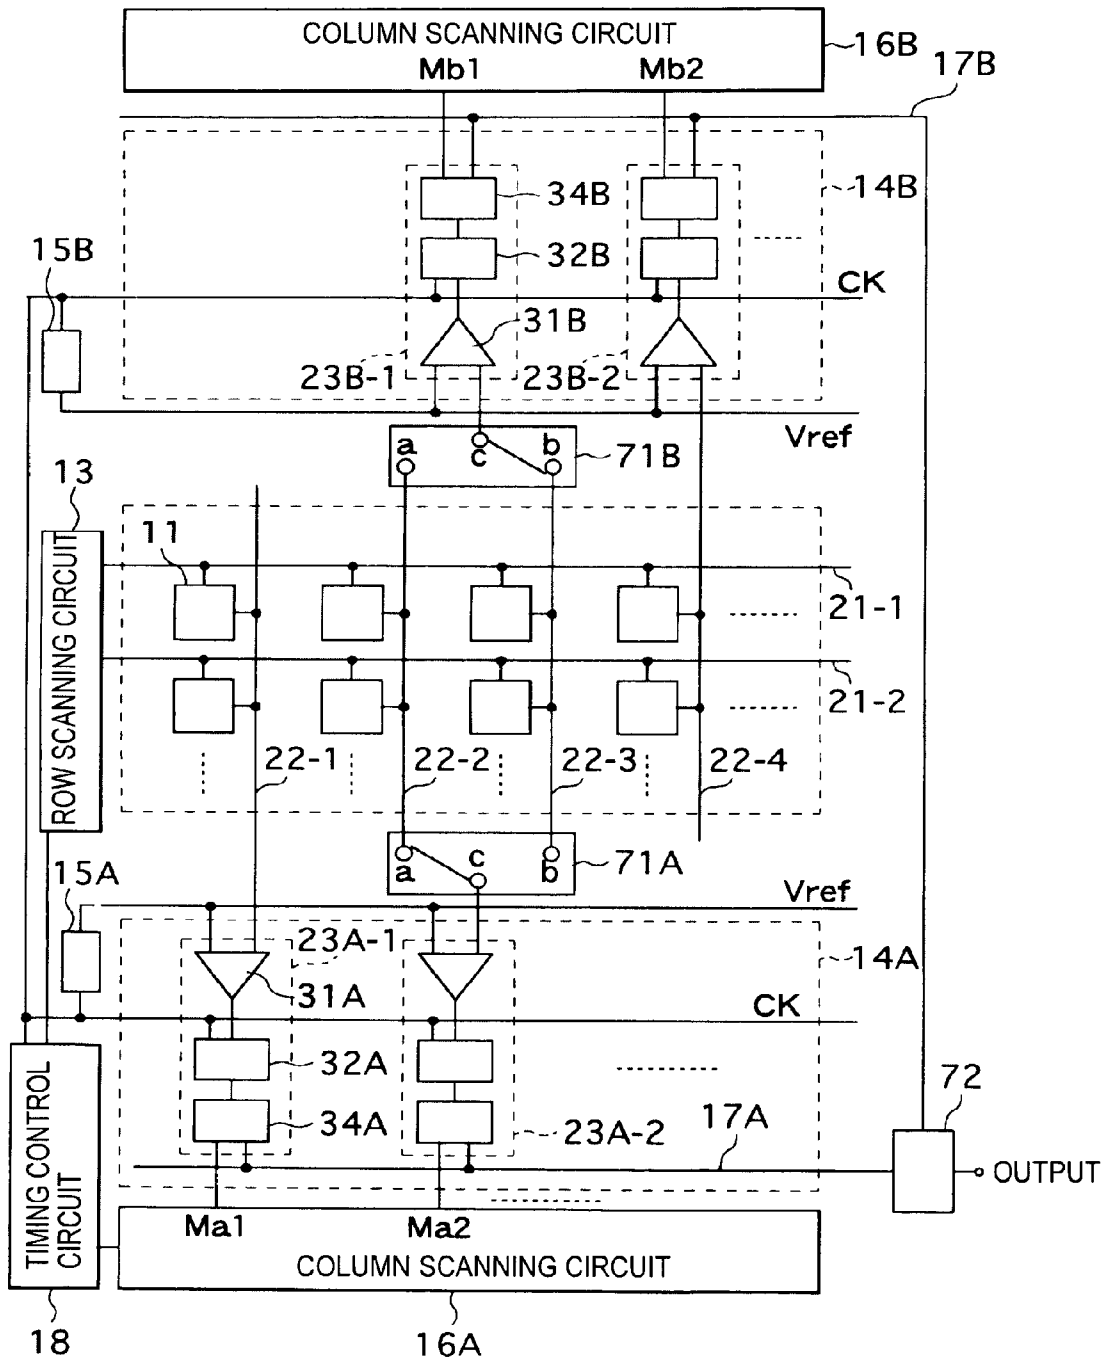 COLUMN SCANNING CIRCUIT
16B
Mb1
Mb2
17B
34B
14B
15B
32B
CK
31B
23B-1
23B-2
Vref
a
c
b
71B
13
11
ROW SCANNING CIRCUIT
21-1
21-2
22-1
22-2
22-3
22-4
a
c
b
71A
15A
Vref
23A-1
14A
31A
CK
32A
72
34A
23A-2
17A
TIMING CONTROL
CIRCUIT
OUTPUT
Ma1
Ma2
COLUMN SCANNING CIRCUIT
18
16A